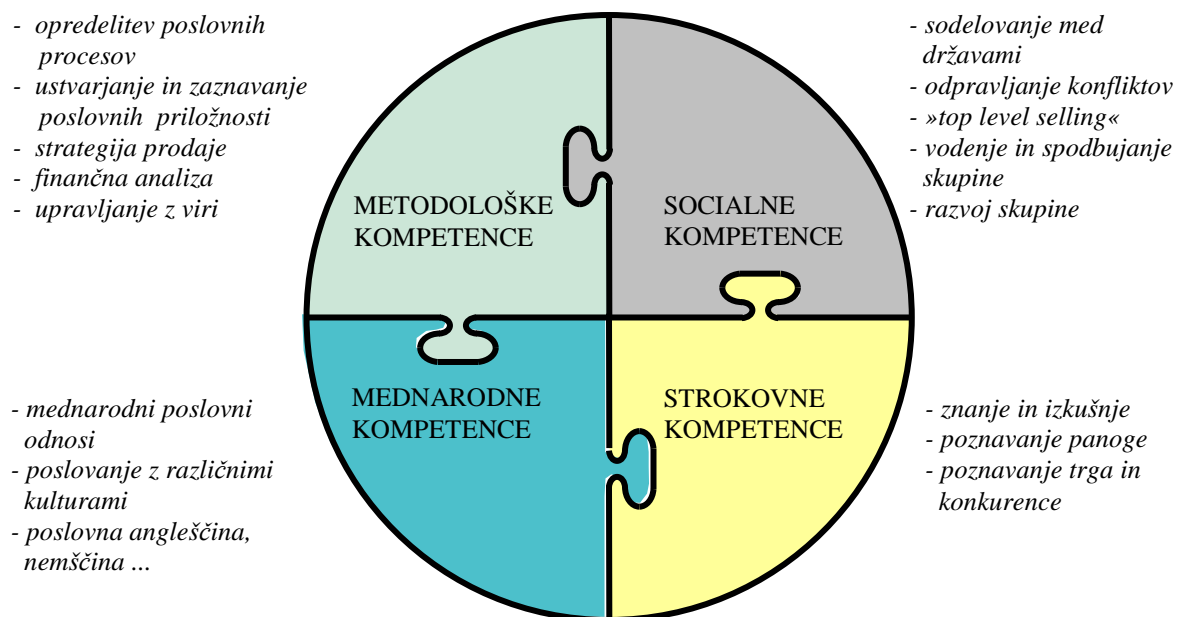 - opredelitev poslovnih
procesov
- ustvarjanje in zaznavanje
poslovnih priložnosti
- strategija prodaje
- finančna analiza
- upravljanje z viri
METODOLOŠKE
KOMPETENCE
SOCIALNE
KOMPETENCE
- sodelovanje med
državami
- odpravljanje konfliktov
- »top level selling«
- vodenje in spodbujanje
skupine
- razvoj skupine
- mednarodni poslovni
odnosi
- poslovanje z različnimi
kulturami
- poslovna angleščina,
nemščina ...
MEDNARODNE
KOMPETENCE
STROKOVNE
KOMPETENCE
- znanje in izkušnje
- poznavanje panoge
- poznavanje trga in
konkurence